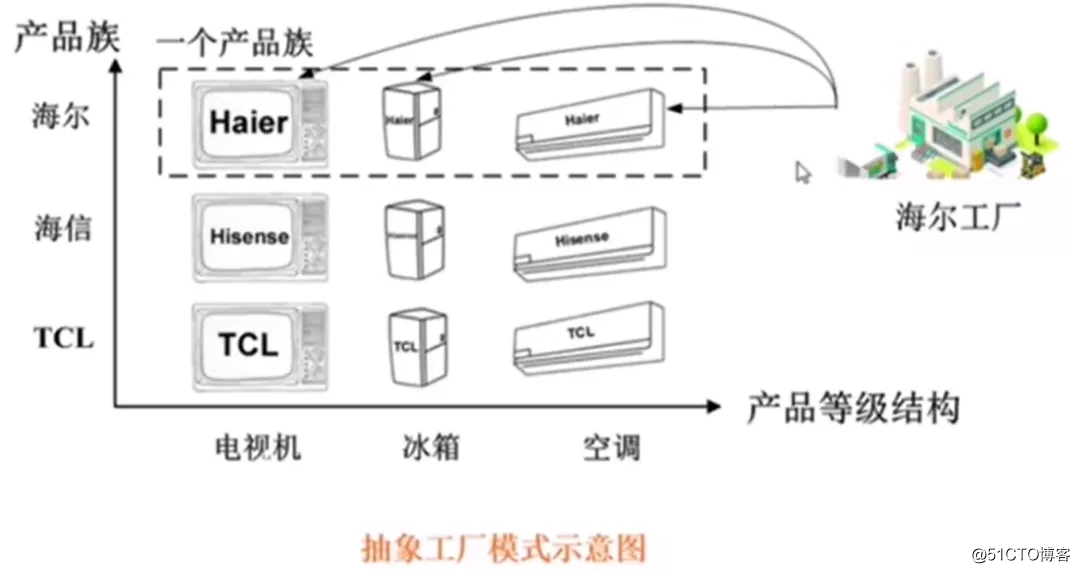 产品族
一个产品族
海尔
Haier
Haier
Haier
海尔工厂
海信
Hisense
Hisense
Hisense
TCL
TCL
TCL
TCL
产品等级结构
电视机
冰箱
空调
抽象工厂模式示意图
@51CTO博客